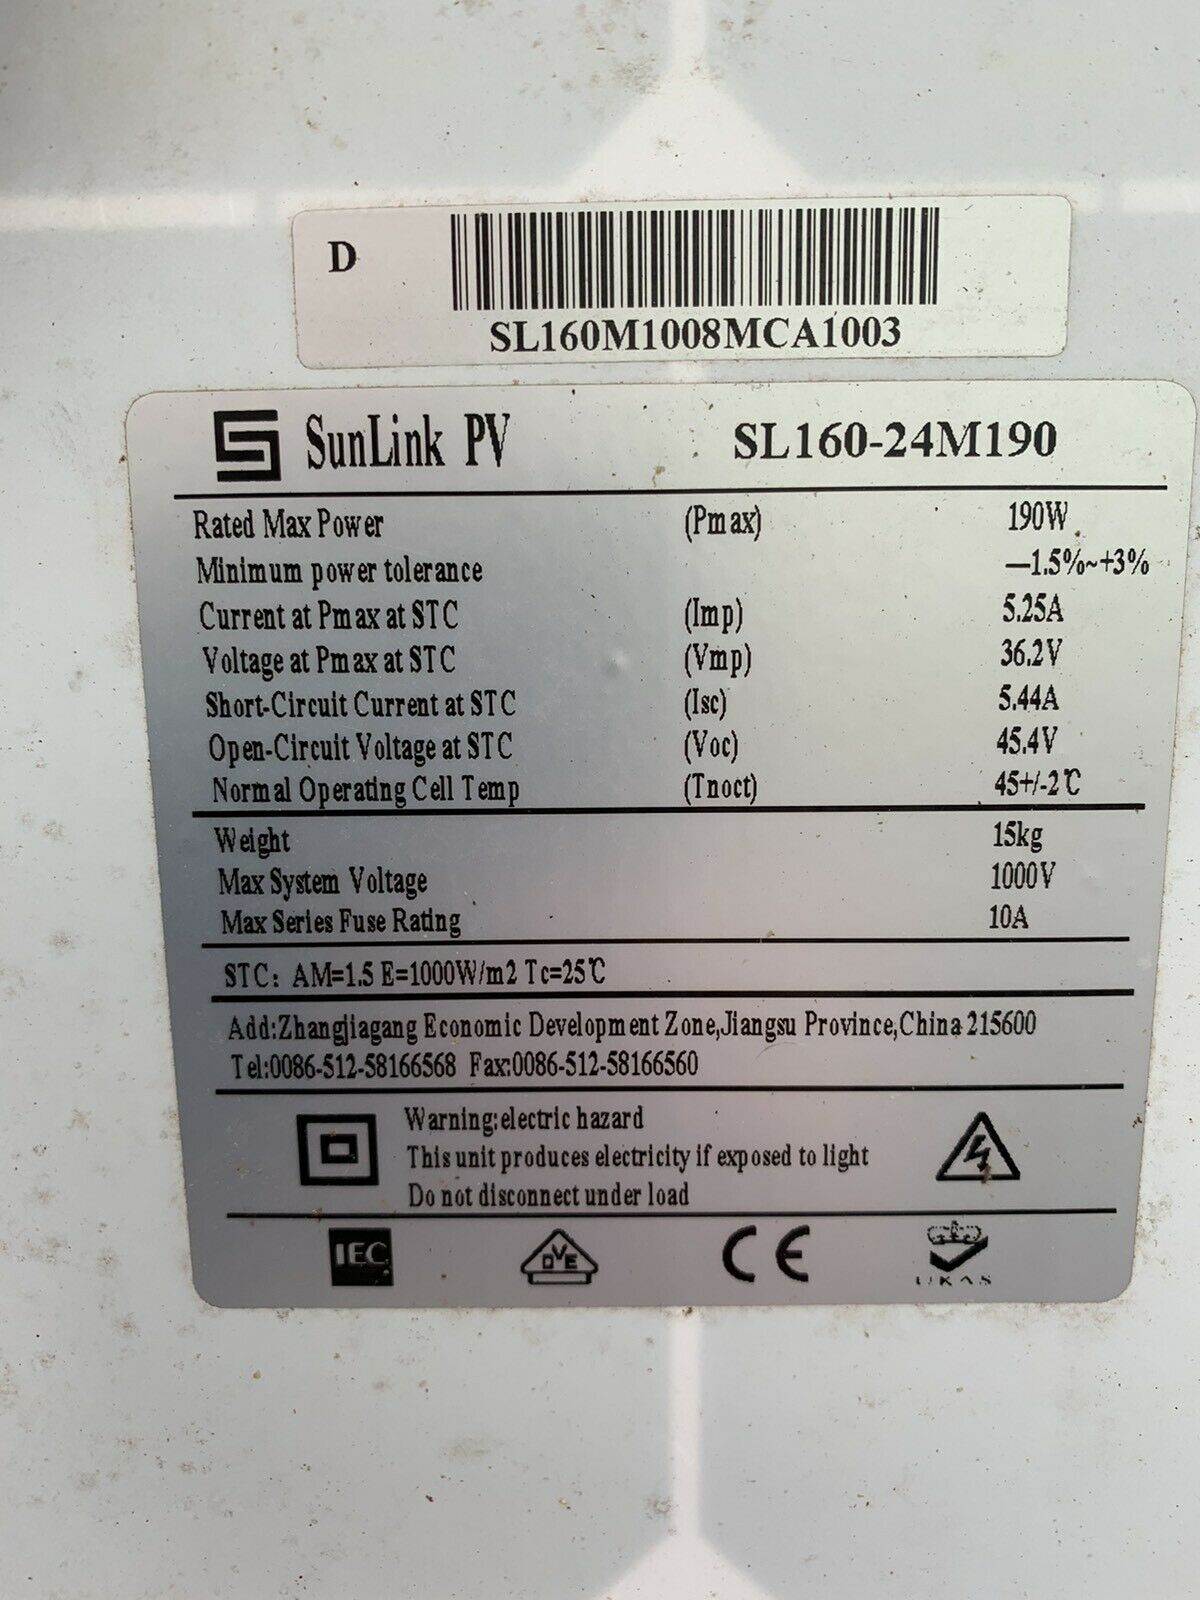 D
SL160M1008MCA1003
SunLink PV SL160-24M190
Rated Max Power (Pmax) 190W
Minimum power tolerance —1.5%~+3%
Current at Pmax at STC (Imp) 5.25A
Voltage at Pmax at STC (Vmp) 36.2V
Short-Circuit Current at STC (Isc) 5.44A
Open-Circuit Voltage at STC (Voc) 45.4V
Normal Operating Cell Temp (Tnoct) 45+/-2℃
Weight 15kg
Max System Voltage 1000V
Max Series Fuse Rating 10A
STC: AM=1.5 E=1000W/m2 Tc=25℃
Add:Zhangjiagang Economic Development Zone,Jiangsu Province,China 215600
Tel:0086-512-58166568 Fax:0086-512-58166560
Warning:electric hazard
This unit produces electricity if exposed to light
Do not disconnect under load
IEC DVE CE UKAS